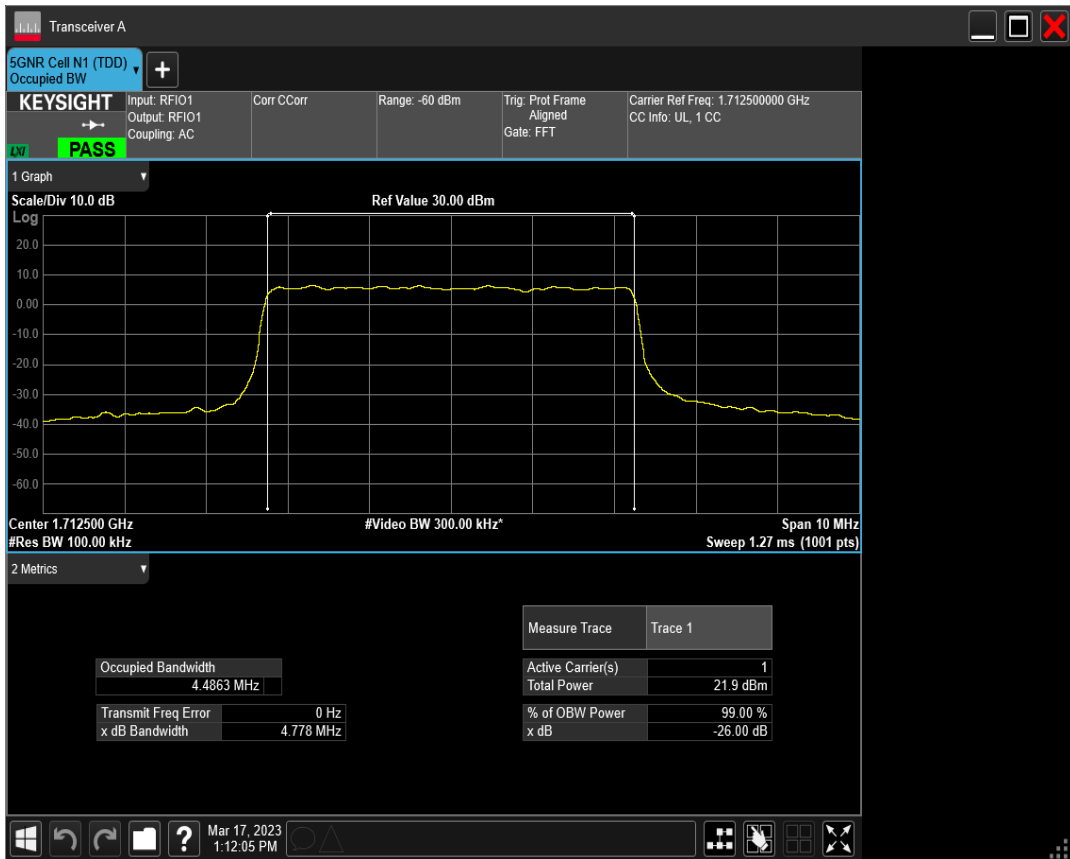 Transceiver A
5GNR Cell N1 (TDD)
Occupied BW
KEYSIGHT
LXI
PASS
Input: RFIO1
Output: RFIO1
Coupling: AC
Corr CCorr
Range: -60 dBm
Trig: Prot Frame
Aligned
Gate: FFT
Carrier Ref Freq: 1.712500000 GHz
CC Info: UL, 1 CC
1 Graph
Scale/Div 10.0 dB
Ref Value 30.00 dBm
Log
20.0
10.0
0.00
-10.0
-20.0
-30.0
-40.0
-50.0
-60.0
Center 1.712500 GHz
#Video BW 300.00 kHz*
Span 10 MHz
#Res BW 100.00 kHz
Sweep 1.27 ms (1001 pts)
2 Metrics
Measure Trace Trace 1
Occupied Bandwidth
4.4863 MHz
Active Carrier(s) 1
Total Power 21.9 dBm
Transmit Freq Error 0 Hz
x dB Bandwidth 4.778 MHz
% of OBW Power 99.00 %
x dB -26.00 dB
?
Mar 17, 2023
1:12:05 PM